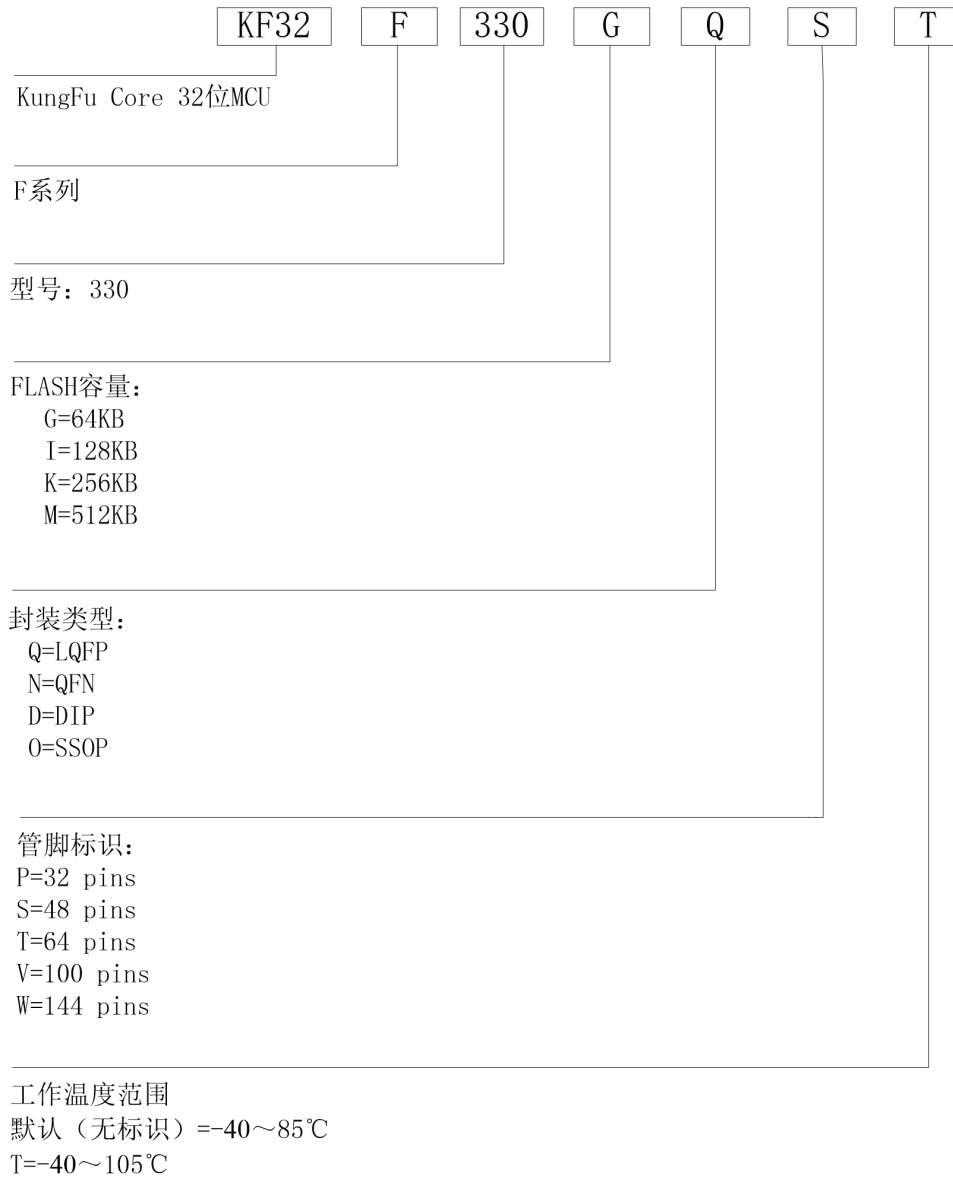 KF32 F 330 G Q S T
KungFu Core 32位MCU
F系列
型号：330
FLASH容量：
G=64KB
I=128KB
K=256KB
M=512KB
封装类型：
Q=LQFP
N=QFN
D=DIP
O=SSOP
管脚标识：
P=32 pins
S=48 pins
T=64 pins
V=100 pins
W=144 pins
工作温度范围
默认（无标识）=-40～85℃
T=-40～105℃